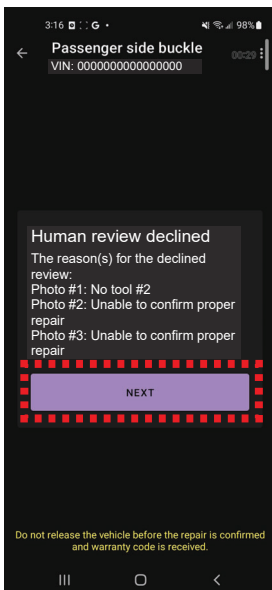 3:16 G • 98%
Passenger side buckle
00:29
VIN: 0000000000000000
Human review declined
The reason(s) for the declined
review:
Photo #1: No tool #2
Photo #2: Unable to confirm proper
repair
Photo #3: Unable to confirm proper
repair
NEXT
Do not release the vehicle before the repair is confirmed
and warranty code is received.